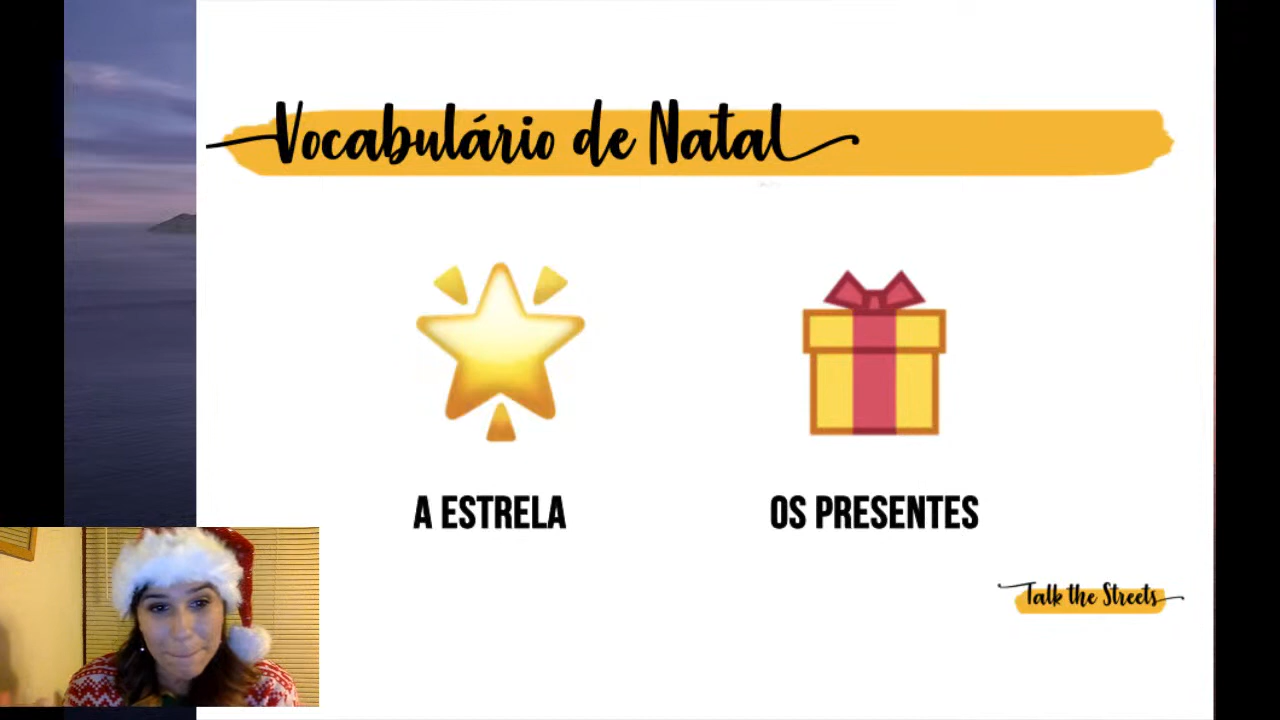 Vocabulário de Natal
A ESTRELA
OS PRESENTES
Talk the Streets